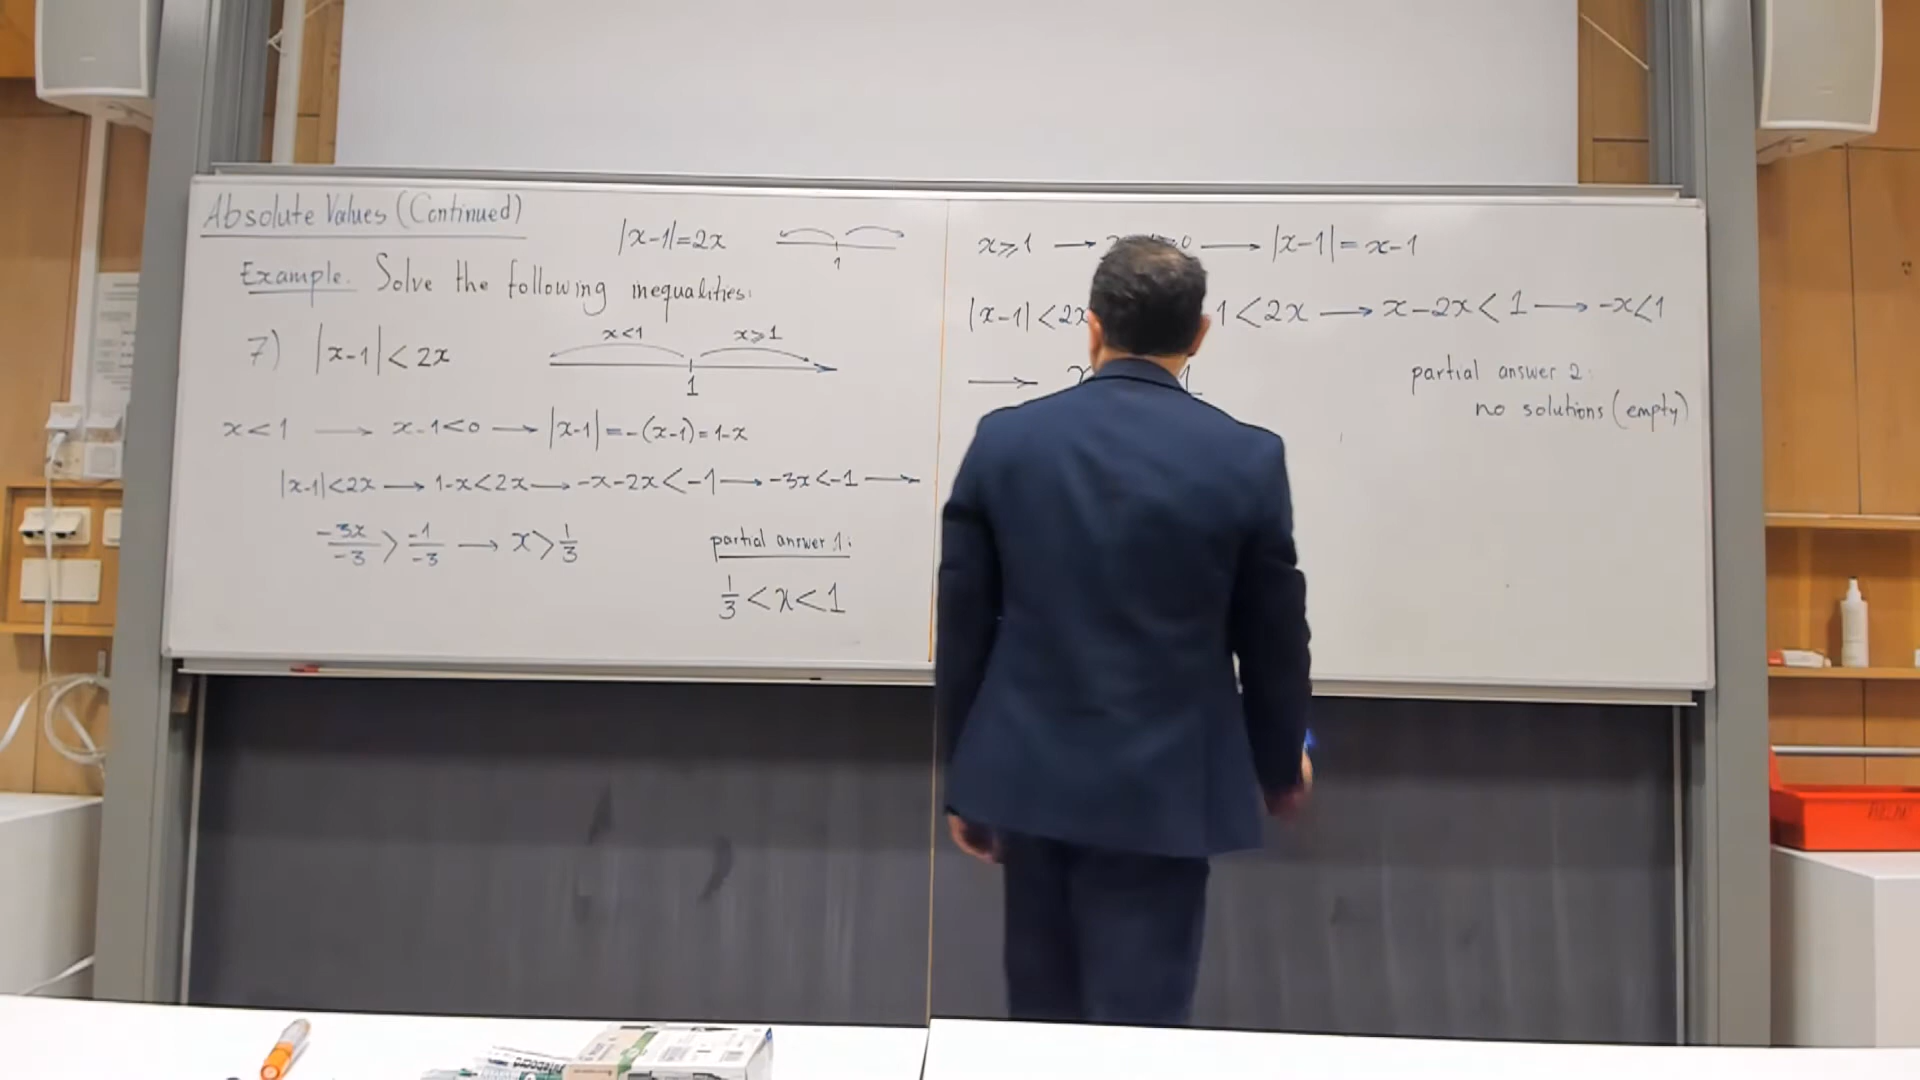 Absolute Values (Continued)
|x-1|=2x
1
Example. Solve the following inequalities:
7) |x-1| < 2x
x<1 x⩾1
1
x<1 → x-1<0 → |x-1| = -(x-1) = 1-x
|x-1|<2x → 1-x<2x → -x-2x<-1 → -3x<-1 →
-3x/-3 > -1/-3 → x > 1/3
partial answer 1:
1/3 < x < 1
x⩾1 → 0 → |x-1| = x-1
|x-1|<2x 1<2x → x-2x<1 → -x<1
→ x 1
partial answer 2:
no solutions (empty)